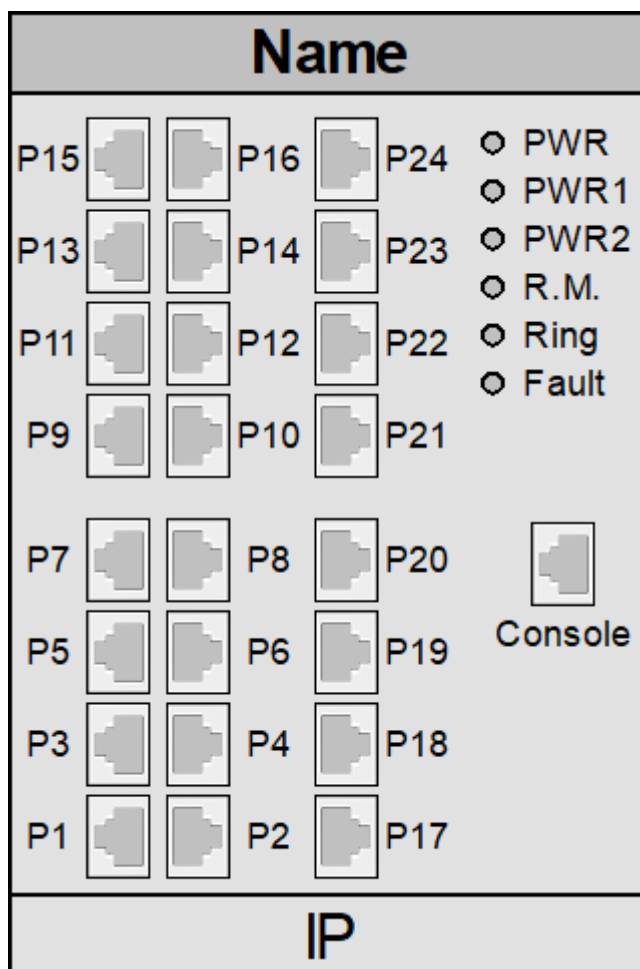 Name
P15 P16 P24 PWR
PWR1
P13 P14 P23 PWR2
R.M.
P11 P12 P22 Ring
Fault
P9 P10 P21
P7 P8 P20
Console
P5 P6 P19
P3 P4 P18
P1 P2 P17
IP